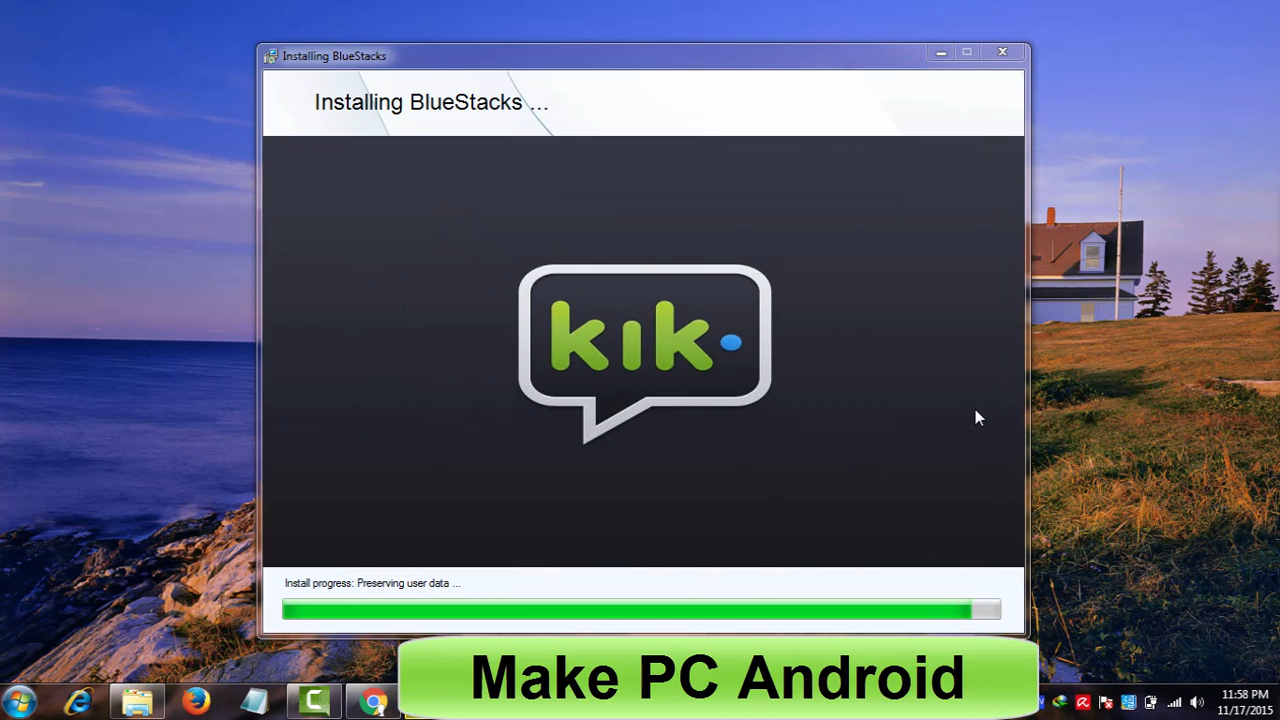 Installing BlueStacks
Installing BlueStacks ...
kik
Install progress: Preserving user data ...
Make PC Android
11:58 PM
11/17/2015